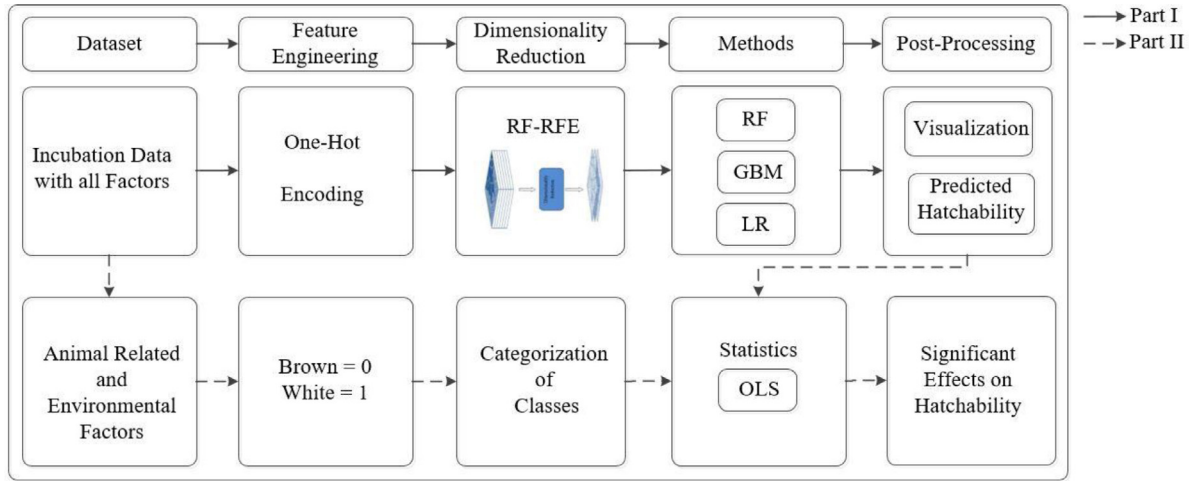 Dataset
Feature
Engineering
Dimensionality
Reduction
Methods
Post-Processing
Part I
Part II
Incubation Data
with all Factors
One-Hot
Encoding
RF-RFE
RF
GBM
LR
Visualization
Predicted
Hatchability
Animal Related
and
Environmental
Factors
Brown = 0
White = 1
Categorization
of
Classes
Statistics
OLS
Significant
Effects on
Hatchability